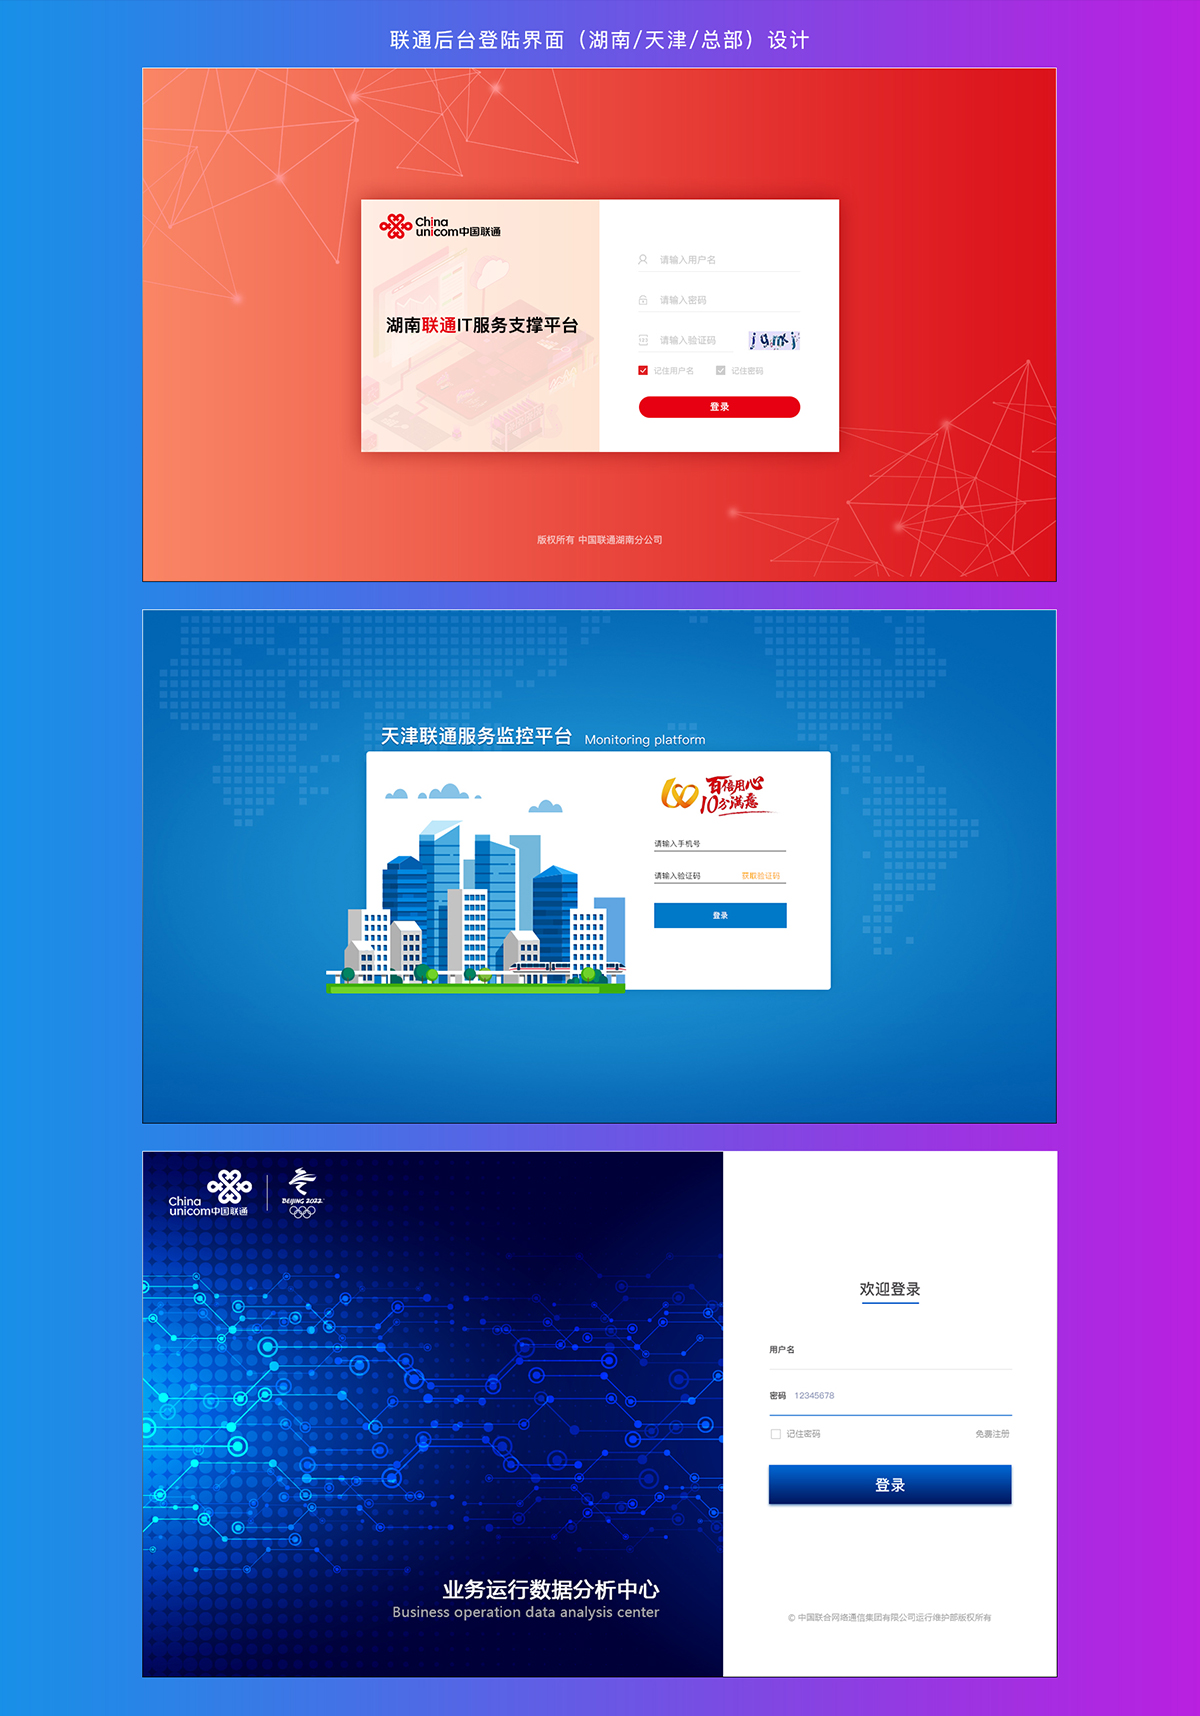 联通后台登陆界面（湖南/天津/总部）设计
China
unicom中国联通
湖南联通IT服务支撑平台
请输入用户名
请输入密码
请输入验证码
记住用户名 记住密码
登录
版权所有 中国联通湖南分公司
天津联通服务监控平台 Monitoring platform
百倍用心
10分满意
请输入手机号
请输入验证码 获取验证码
登录
China
unicom中国联通
BEIJING 2022
业务运行数据分析中心
Business operation data analysis center
欢迎登录
用户名
密码 12345678
记住密码 免费注册
登录
© 中国联合网络通信集团有限公司运行维护部版权所有